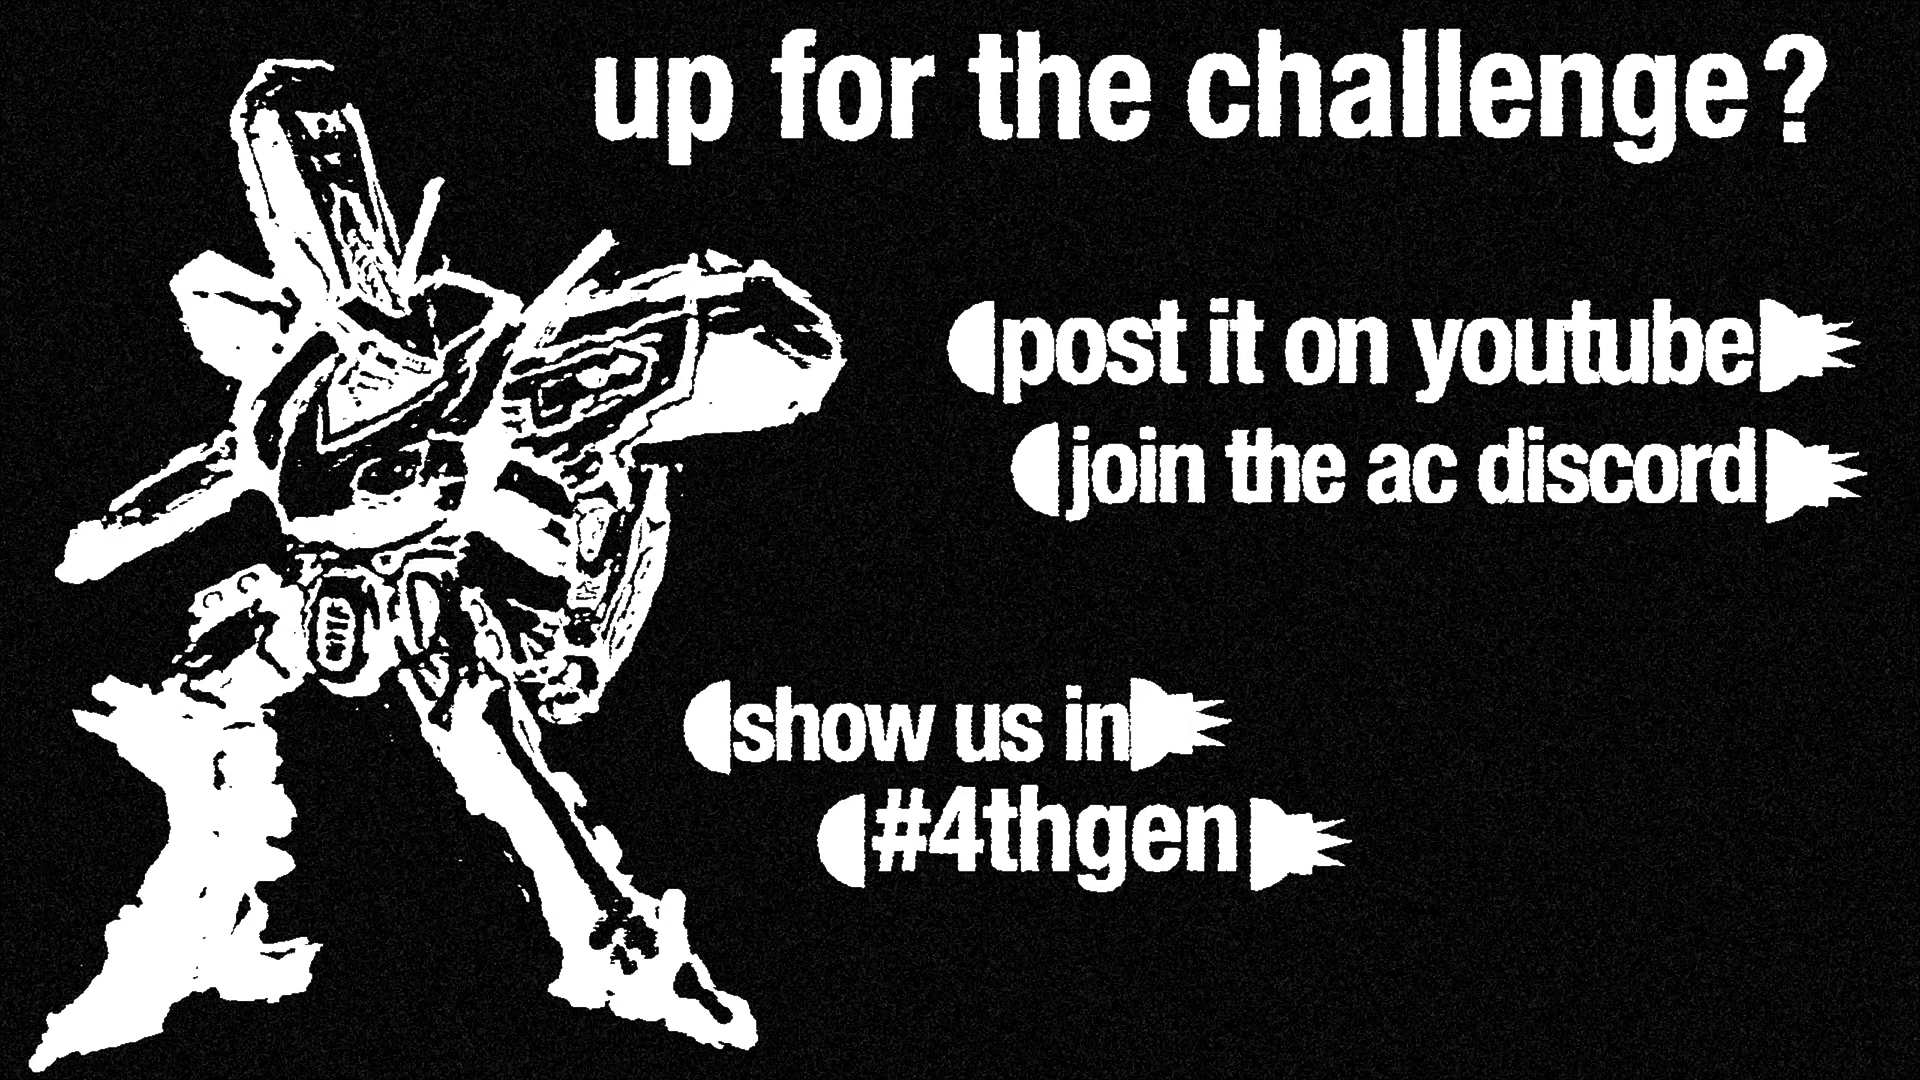 up for the challenge?
post it on youtube
join the ac discord
show us in
#4thgen